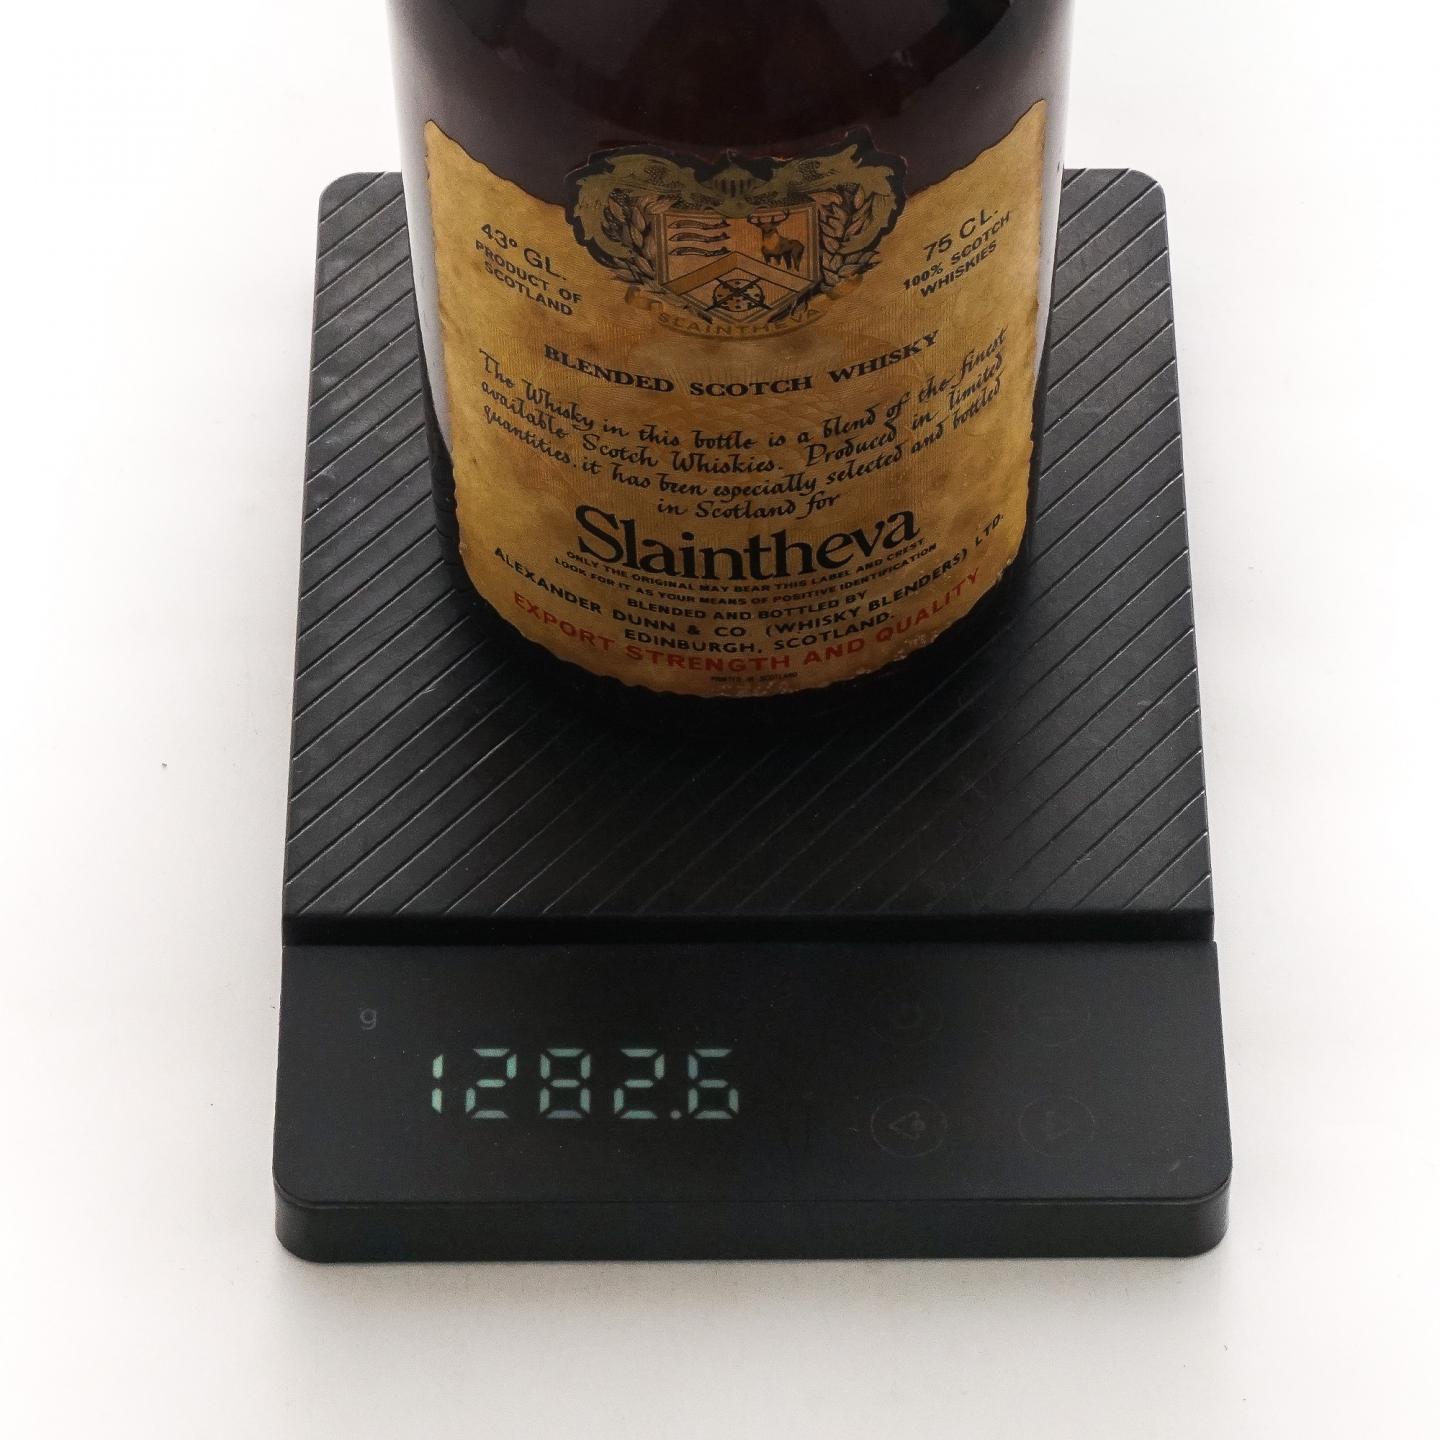 43º GL.
PRODUCT OF
SCOTLAND
75 CL.
100% SCOTCH
WHISKIES
SLAINTHEVA
BLENDED SCOTCH WHISKY
The Whisky in this bottle is a blend of the finest
available Scotch Whiskies. Produced in limited
quantities, it has been especially selected and bottled
in Scotland for
Slaintheva
ONLY THE ORIGINAL MAY BEAR THIS LABEL AND CREST
LOOK FOR IT AS YOUR MEANS OF POSITIVE IDENTIFICATION
BLENDED AND BOTTLED BY
ALEXANDER DUNN & CO (WHISKY BLENDERS) LTD.
EDINBURGH, SCOTLAND.
EXPORT STRENGTH AND QUALITY
PRINTED IN SCOTLAND
g
1282.6